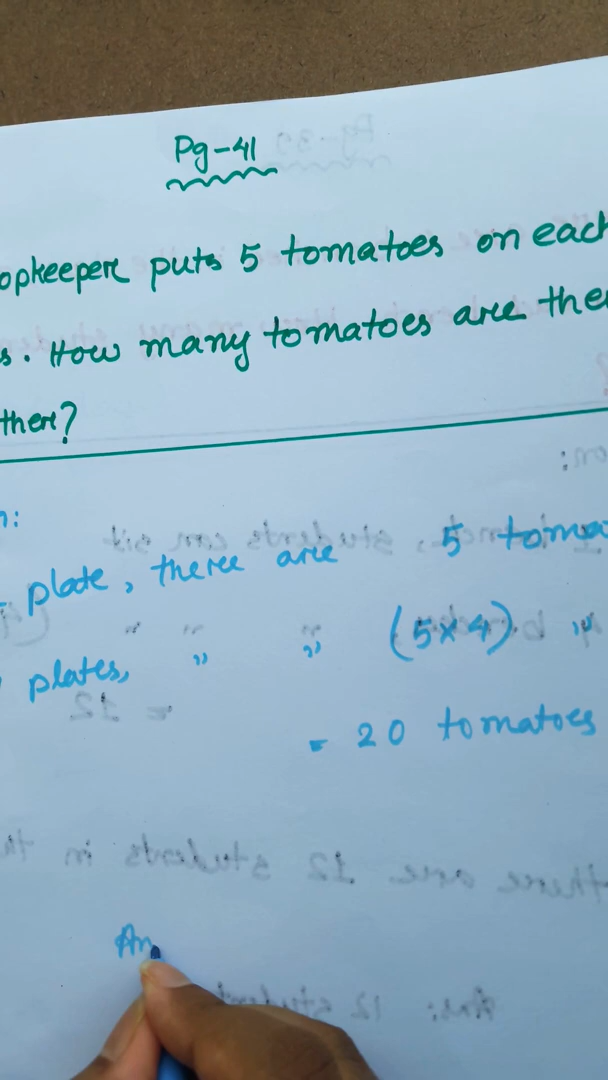 Pg-41
opkeeper puts 5 tomatoes on each
s. How many tomatoes are the
there?
n:
plate, there are 5 toma
plates, " " (5×4) "
= 20 tomatoes
An